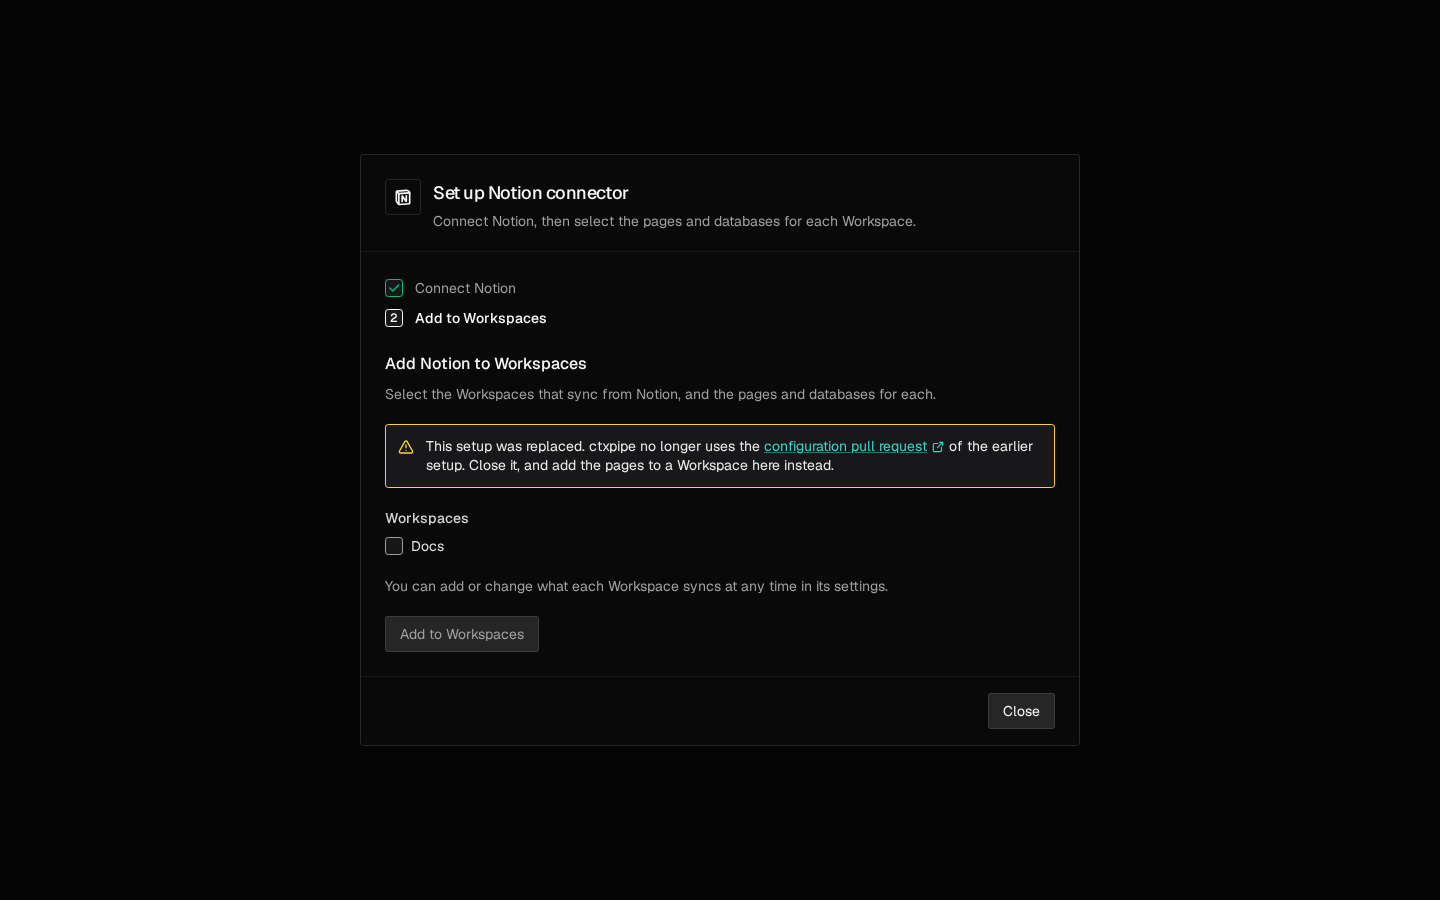 Set up Notion connector
Connect Notion, then select the pages and databases for each Workspace.
Connect Notion
2 Add to Workspaces
Add Notion to Workspaces
Select the Workspaces that sync from Notion, and the pages and databases for each.
This setup was replaced. ctxpipe no longer uses the configuration pull request of the earlier
setup. Close it, and add the pages to a Workspace here instead.
Workspaces
Docs
You can add or change what each Workspace syncs at any time in its settings.
Add to Workspaces
Close